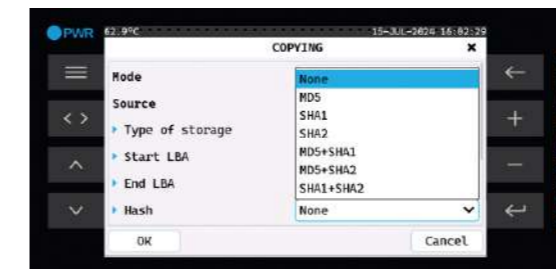 PWR
62.9°C 15-JUL-2024 16:02:29
COPYING ×
Mode
Source
Type of storage
Start LBA
End LBA
Hash
None
MD5
SHA1
SHA2
MD5+SHA1
MD5+SHA2
SHA1+SHA2
None
OK Cancel